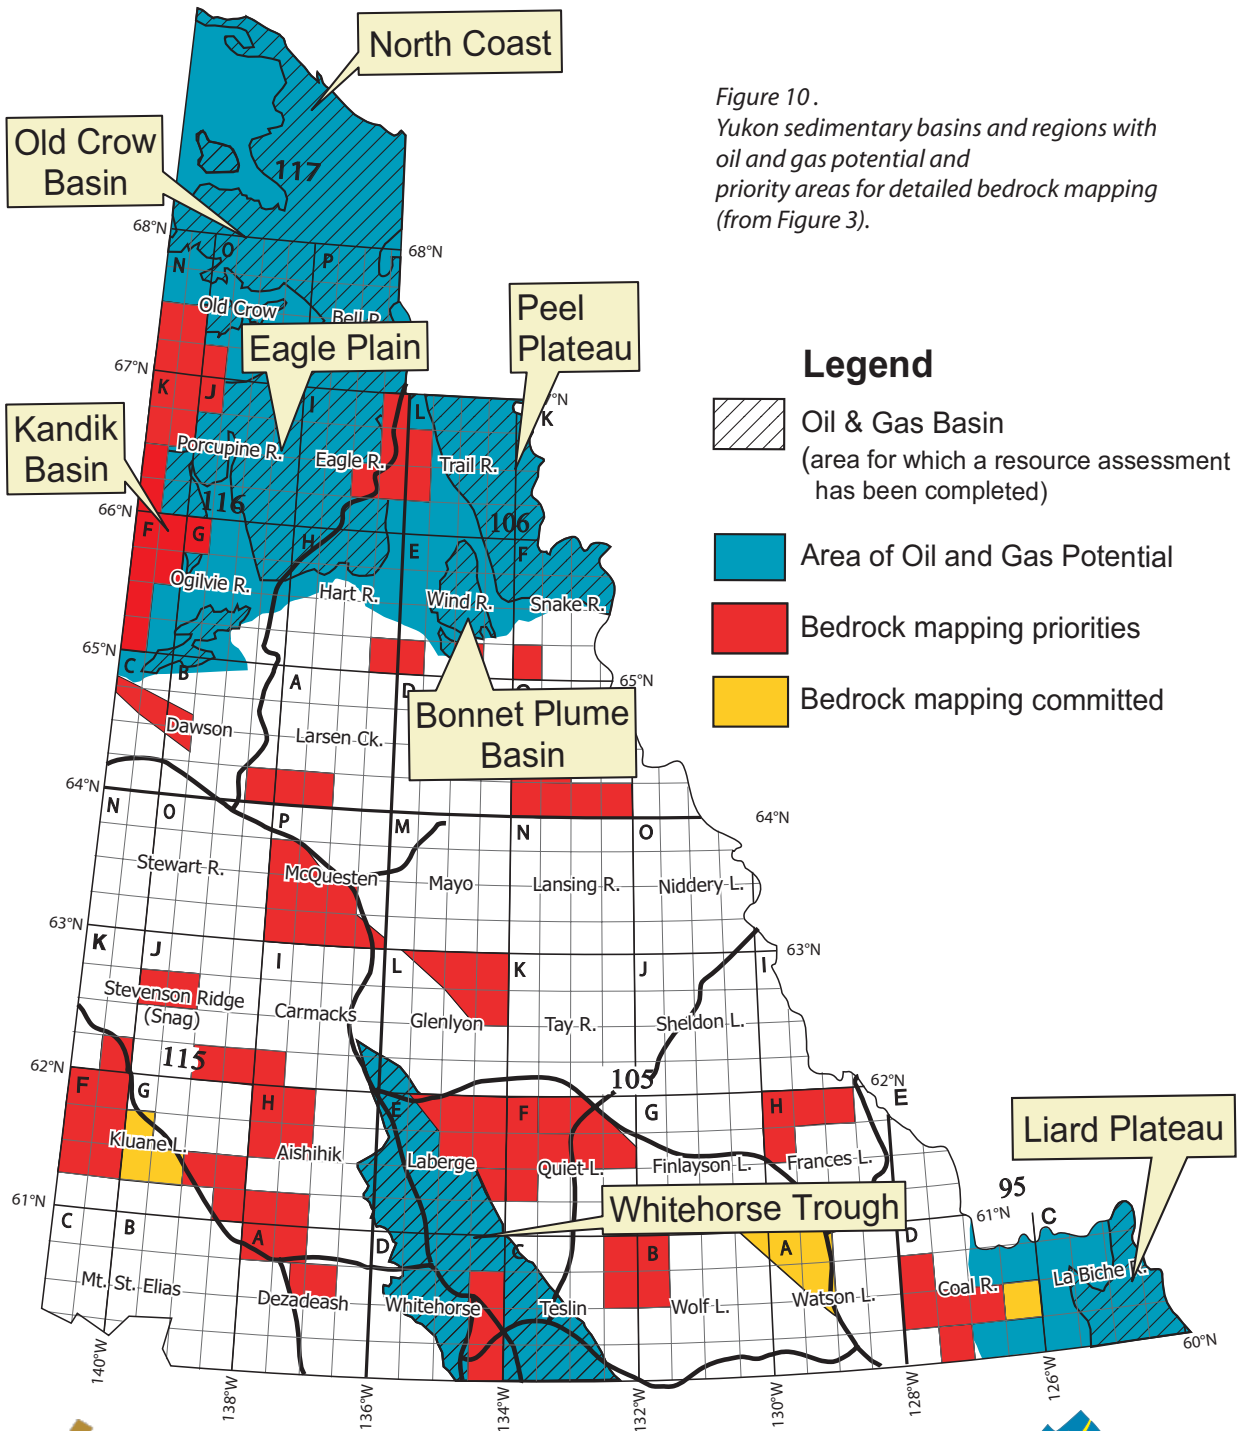 North Coast
Figure 10 .
Yukon sedimentary basins and regions with
oil and gas potential and
priority areas for detailed bedrock mapping
(from Figure 3).
Old Crow
Basin
117
68°N
68°N
N
O
P
Old Crow
Bell R.
Peel
Plateau
Eagle Plain
67°N
K
J
I
L
°N
K
Legend
Oil & Gas Basin
(area for which a resource assessment
has been completed)
Area of Oil and Gas Potential
Bedrock mapping priorities
Bedrock mapping committed
Kandik
Basin
Porcupine R.
Eagle R.
Trail R.
116
66°N
106
F
G
H
E
F
Ogilvie R.
Hart R.
Wind R.
Snake R.
65°N
C
B
A
D
65°N
Bonnet Plume
Basin
Dawson
Larsen Ck.
64°N
N
O
P
M
N
O
64°N
Stewart R.
McQuesten
Mayo
Lansing R.
Niddery L.
63°N
K
J
I
L
K
J
I
63°N
Stevenson Ridge
(Snag)
Carmacks
Glenlyon
Tay R.
Sheldon L.
62°N
115
105
62°N
F
G
H
E
F
G
H
E
Kluane L.
Aishihik
Laberge
Quiet L.
Finlayson L.
Frances L.
Liard Plateau
61°N
Whitehorse Trough
95
61°N
C
B
A
D
C
B
A
D
C
Mt. St. Elias
Dezadeash
Whitehorse
Teslin
Wolf L.
Watson L.
Coal R.
La Biche R.
60°N
140°W
138°W
136°W
134°W
132°W
130°W
128°W
126°W